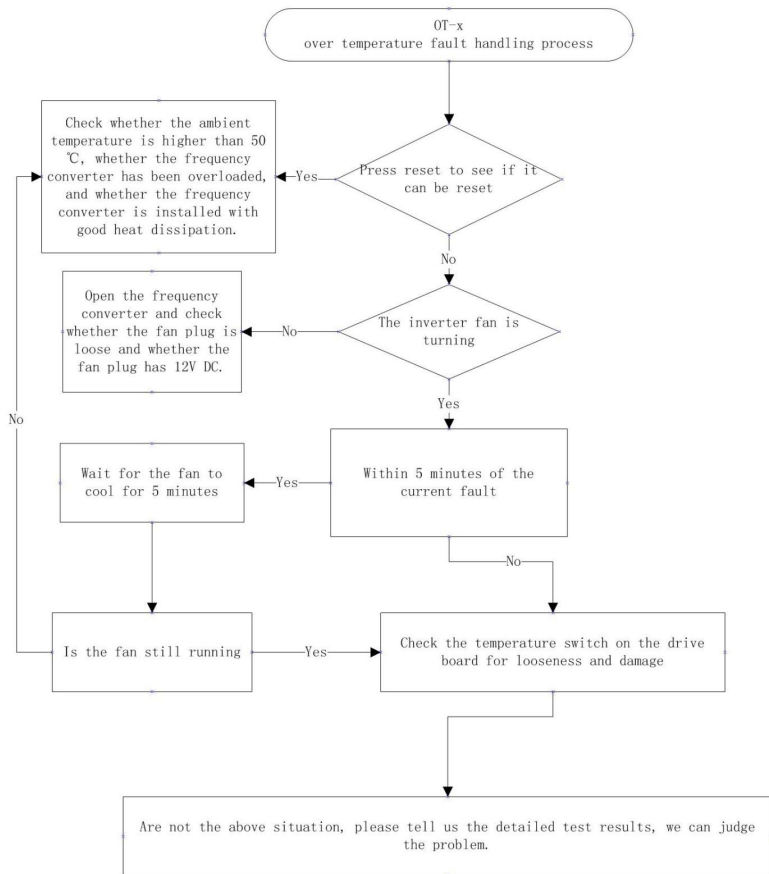 OT-x
over temperature fault handling process
Check whether the ambient
temperature is higher than 50
℃, whether the frequency
converter has been overloaded,
and whether the frequency
converter is installed with
good heat dissipation.
Yes
Press reset to see if it
can be reset
No
Open the frequency
converter and check
whether the fan plug is
loose and whether the
fan plug has 12V DC.
No
The inverter fan is
turning
Yes
No
Wait for the fan to
cool for 5 minutes
Yes
Within 5 minutes of the
current fault
No
Is the fan still running
Yes
Check the temperature switch on the drive
board for looseness and damage
Are not the above situation, please tell us the detailed test results, we can judge
the problem.